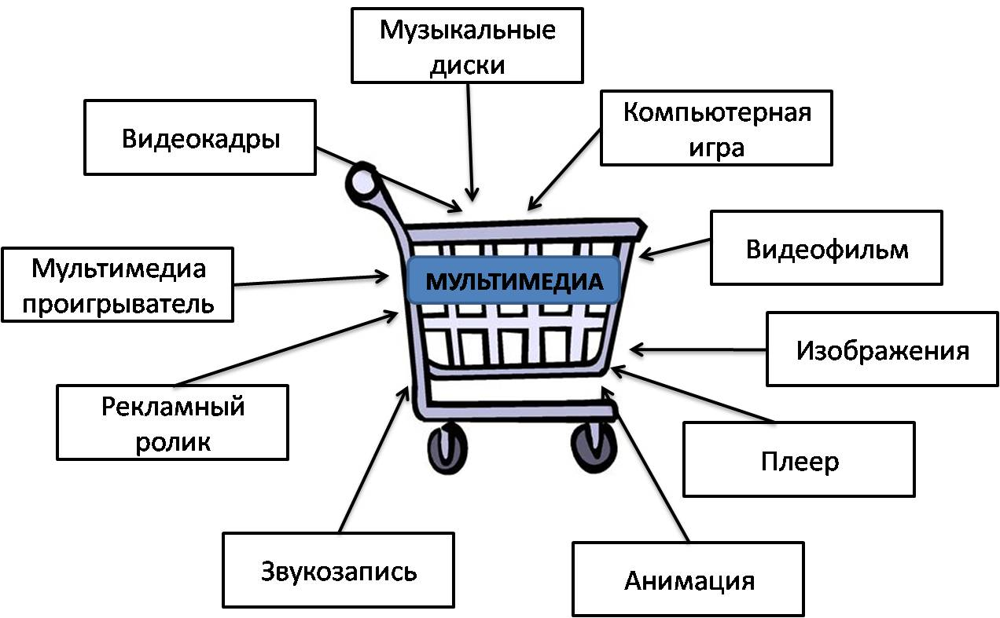 Музыкальные
диски
Компьютерная
игра
Видеокадры
Видеофильм
Мультимедиа
проигрыватель
МУЛЬТИМЕДИА
Изображения
Рекламный
ролик
Плеер
Звукозапись
Анимация